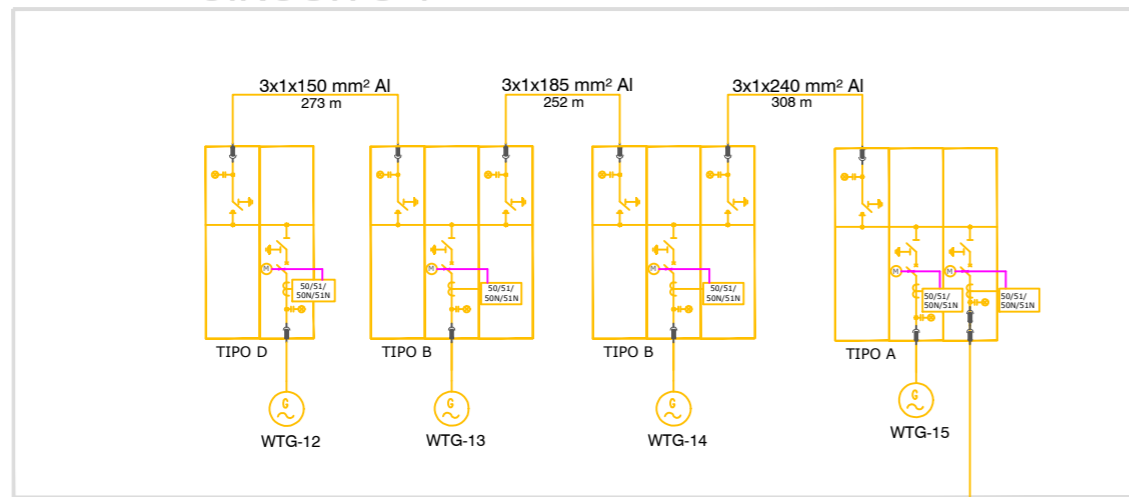 3x1x150 mm² Al
273 m
3x1x185 mm² Al
252 m
3x1x240 mm² Al
308 m
M
50/51/
50N/51N
M
50/51/
50N/51N
M
50/51/
50N/51N
M
50/51/
50N/51N
M
50/51/
50N/51N
TIPO D
TIPO B
TIPO B
TIPO A
G
WTG-12
G
WTG-13
G
WTG-14
G
WTG-15